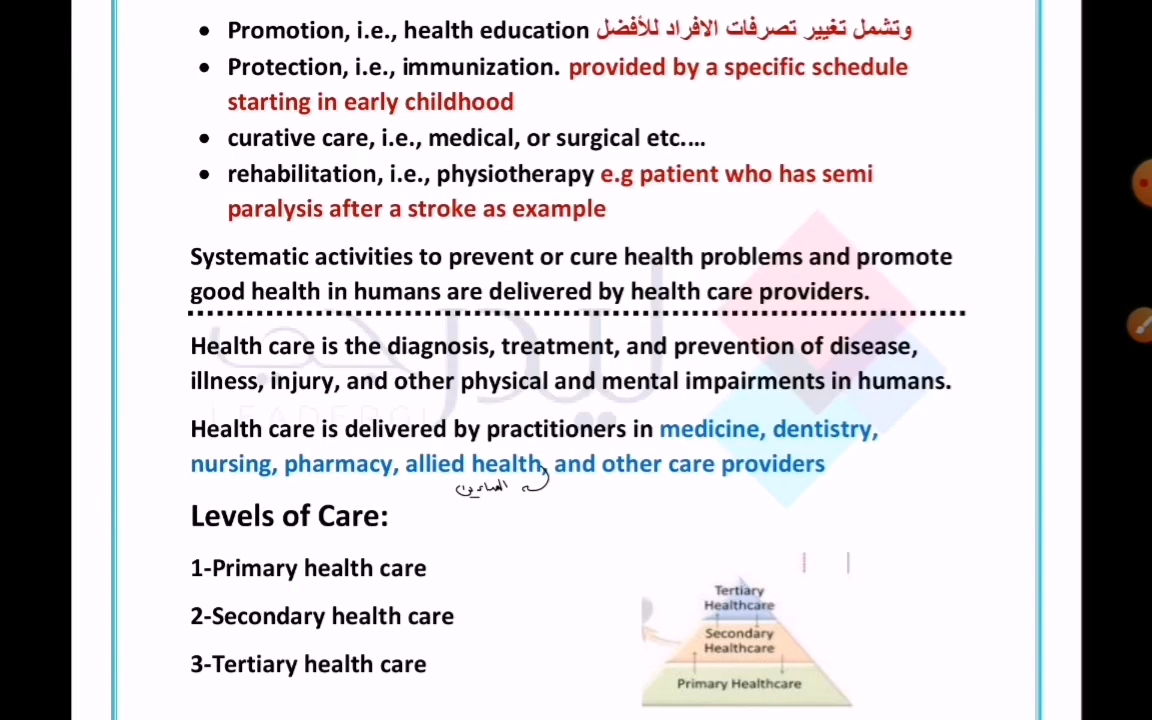 Promotion, i.e., health education وتشمل تغيير تصرفات الافراد للأفضل
Protection, i.e., immunization. provided by a specific schedule
starting in early childhood
curative care, i.e., medical, or surgical etc....
rehabilitation, i.e., physiotherapy e.g patient who has semi
paralysis after a stroke as example
Systematic activities to prevent or cure health problems and promote
good health in humans are delivered by health care providers.
Health care is the diagnosis, treatment, and prevention of disease,
illness, injury, and other physical and mental impairments in humans.
Health care is delivered by practitioners in medicine, dentistry,
nursing, pharmacy, allied health, and other care providers
Levels of Care:
1-Primary health care
2-Secondary health care
3-Tertiary health care
Tertiary
Healthcare
Secondary
Healthcare
Primary Healthcare